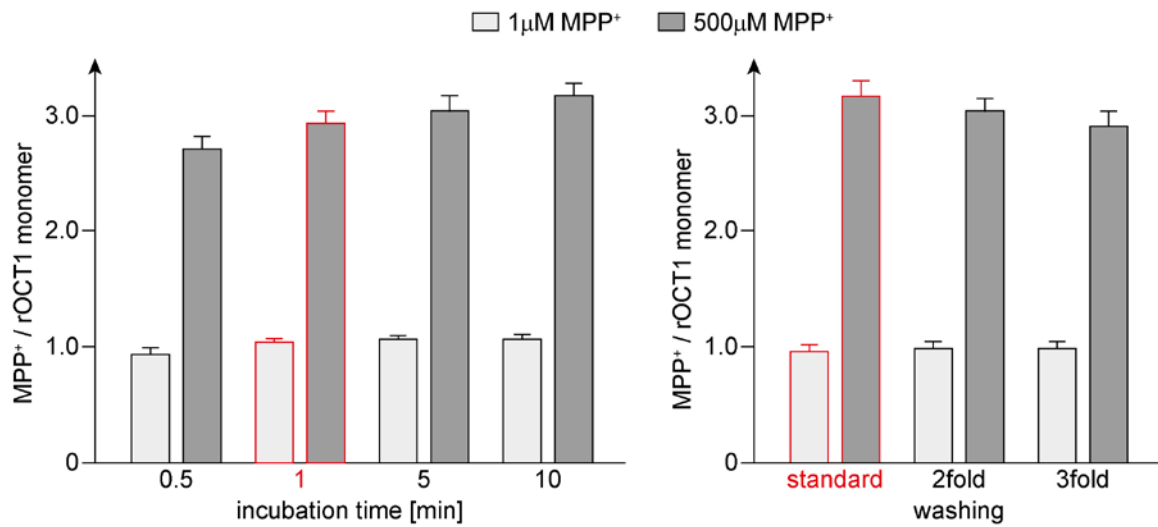 1μM MPP⁺ 500μM MPP⁺
MPP⁺ / rOCT1 monomer
3.0
2.0
1.0
0
0.5 1 5 10
incubation time [min]
MPP⁺ / rOCT1 monomer
3.0
2.0
1.0
0
standard 2fold 3fold
washing